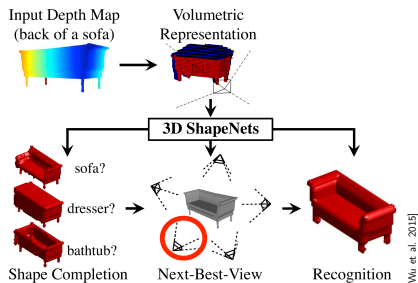 Input Depth Map
(back of a sofa)
Volumetric
Representation
3D ShapeNets
sofa?
dresser?
bathtub?
Shape Completion
Next-Best-View
Recognition
Wu et al. 2015]